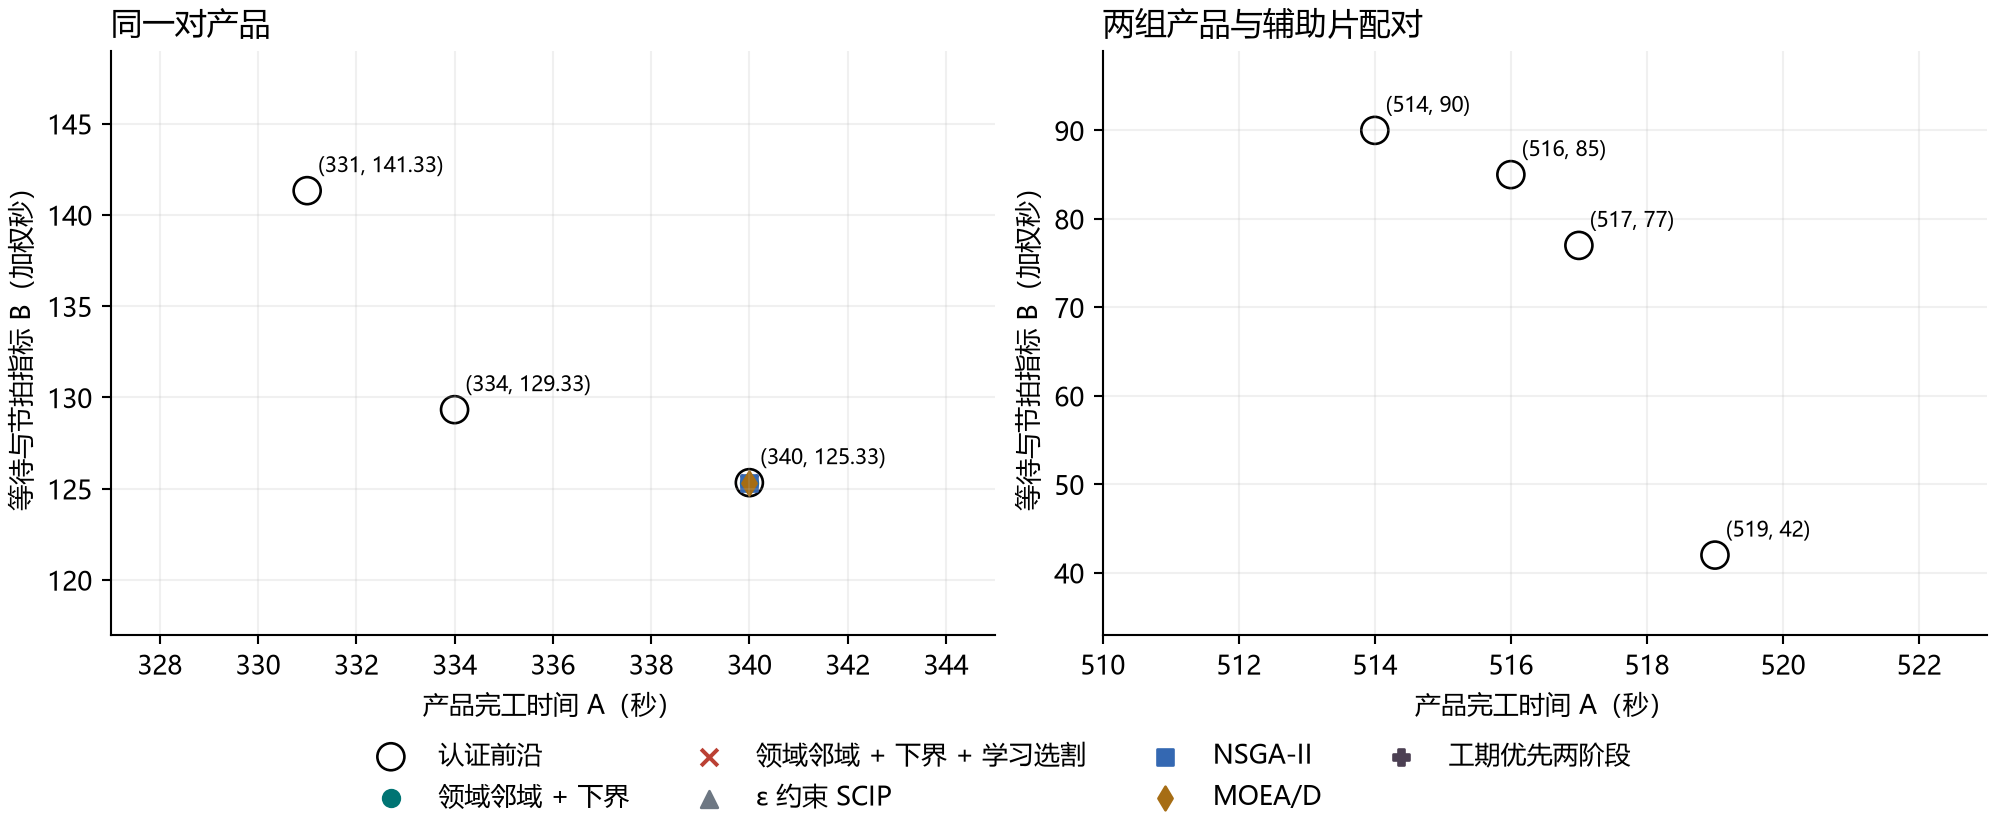 同一对产品
等待与节拍指标 B（加权秒）
145
140
135
130
125
120
(331, 141.33)
(334, 129.33)
(340, 125.33)
328 330 332 334 336 338 340 342 344
产品完工时间 A（秒）
两组产品与辅助片配对
等待与节拍指标 B（加权秒）
90
80
70
60
50
40
(514, 90)
(516, 85)
(517, 77)
(519, 42)
510 512 514 516 518 520 522
产品完工时间 A（秒）
认证前沿
领域邻域 + 下界 + 学习选割
NSGA-II
工期优先两阶段
领域邻域 + 下界
ε 约束 SCIP
MOEA/D